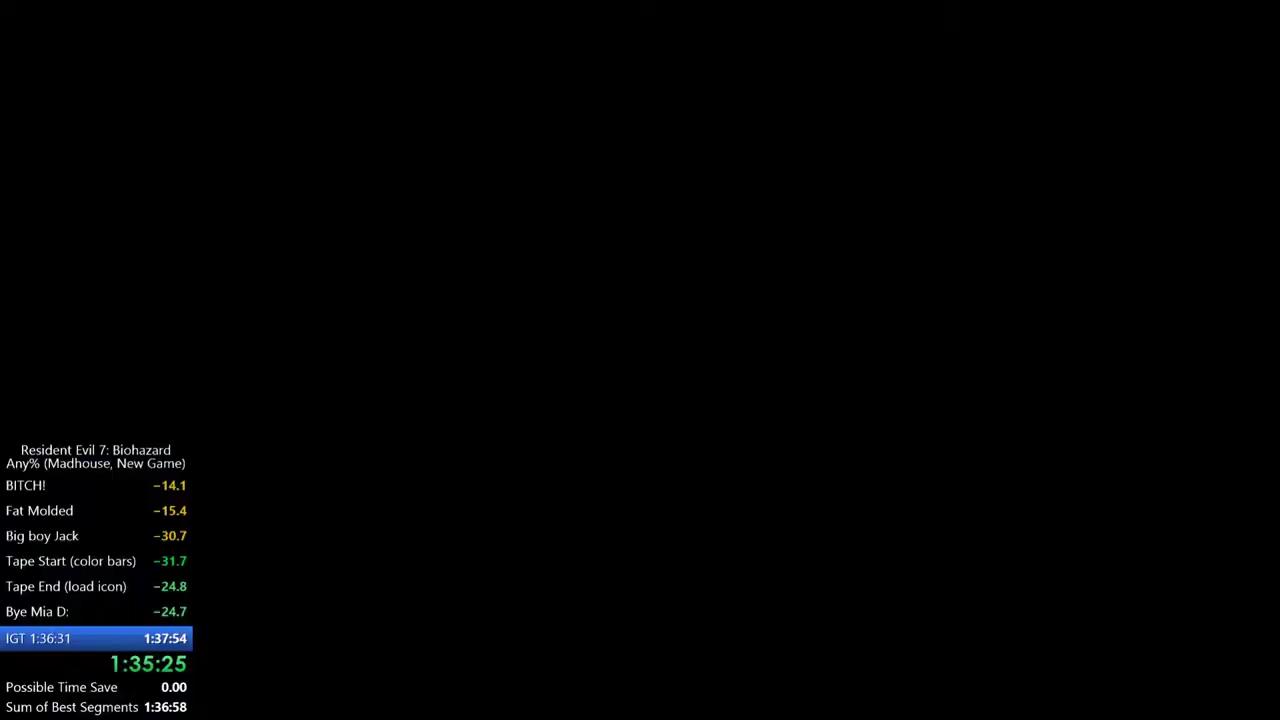 Resident Evil 7: Biohazard
Any% (Madhouse, New Game)
BITCH! −14.1
Fat Molded −15.4
Big boy Jack −30.7
Tape Start (color bars) −31.7
Tape End (load icon) −24.8
Bye Mia D: −24.7
IGT 1:36:31 1:37:54
1:35:25
Possible Time Save 0.00
Sum of Best Segments 1:36:58